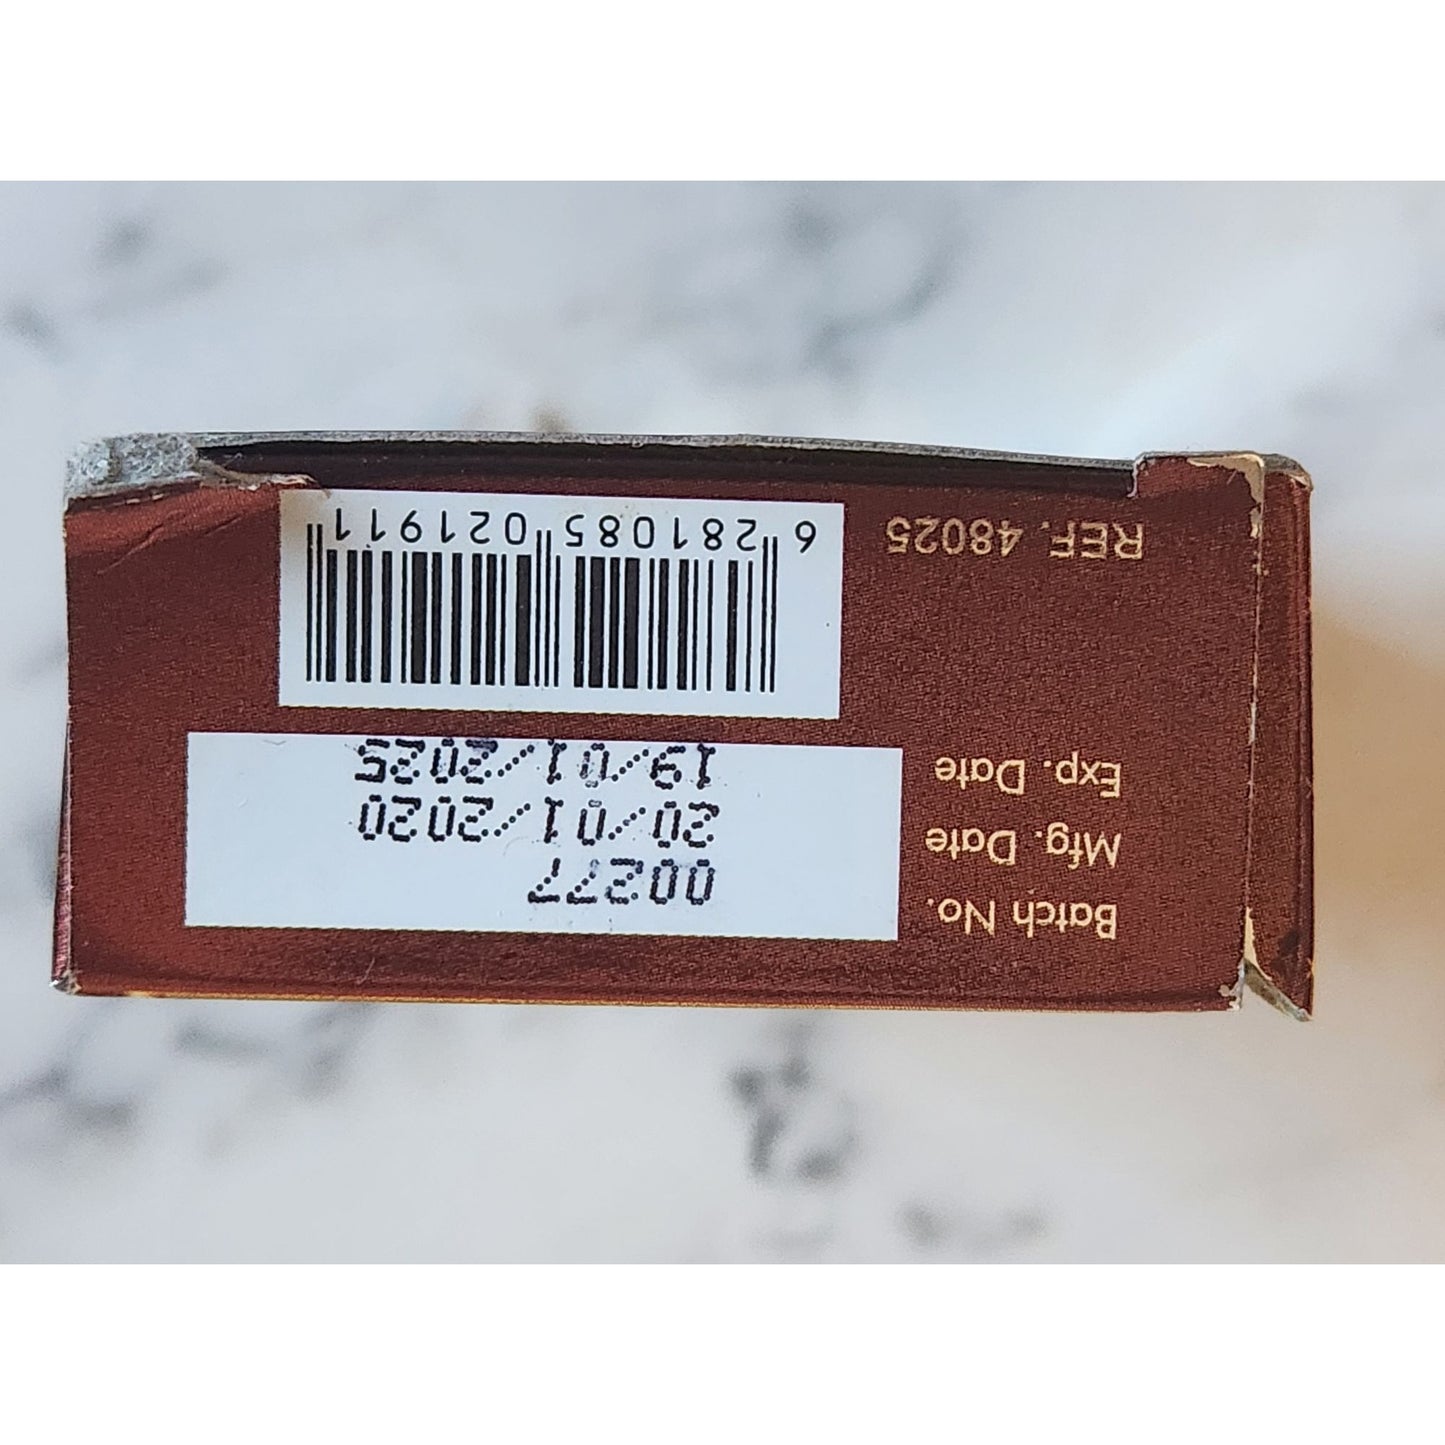 Batch No. 00277
Mfg. Date 20/01/2020
Exp. Date 19/01/2025
REF. 48025
6 281085 021911